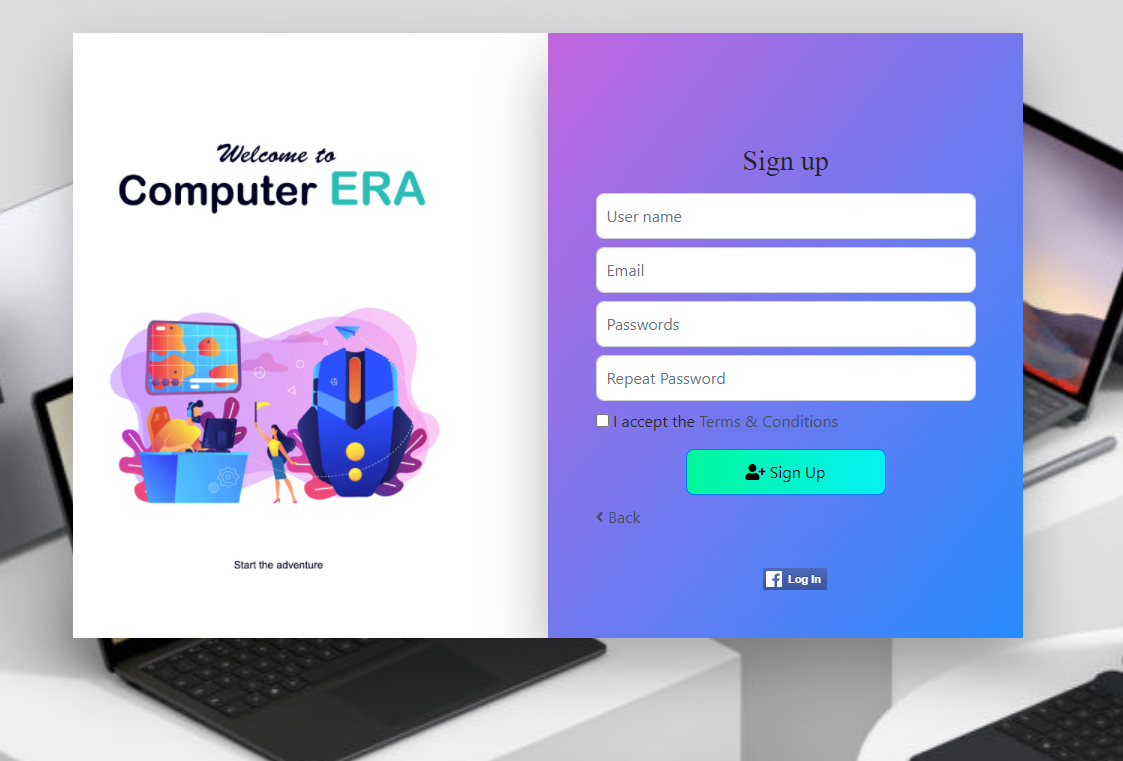 Welcome to
Computer ERA
Start the adventure
Sign up
User name
Email
Passwords
Repeat Password
I accept the Terms & Conditions
Sign Up
Back
Log In